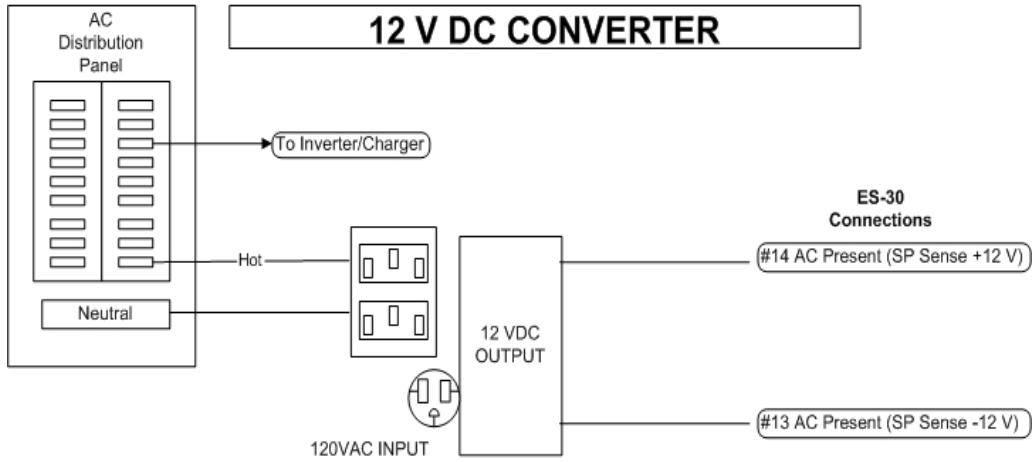 AC
Distribution
Panel
12 V DC CONVERTER
To Inverter/Charger
ES-30
Connections
Hot
#14 AC Present (SP Sense +12 V)
Neutral
12 VDC
OUTPUT
#13 AC Present (SP Sense -12 V)
120VAC INPUT